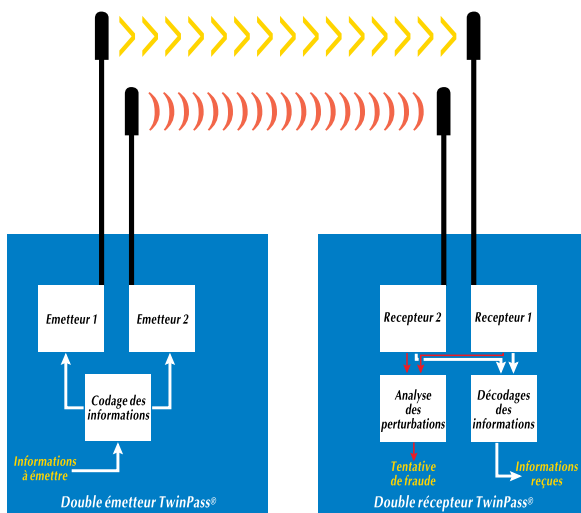 Emetteur 1
Emetteur 2
Recepteur 2
Recepteur 1
Codage des
informations
Analyse
des
perturbations
Décodages
des
informations
Informations
à émettre
Tentative
de fraude
Informations
reçues
Double émetteur TwinPass®
Double récepteur TwinPass®